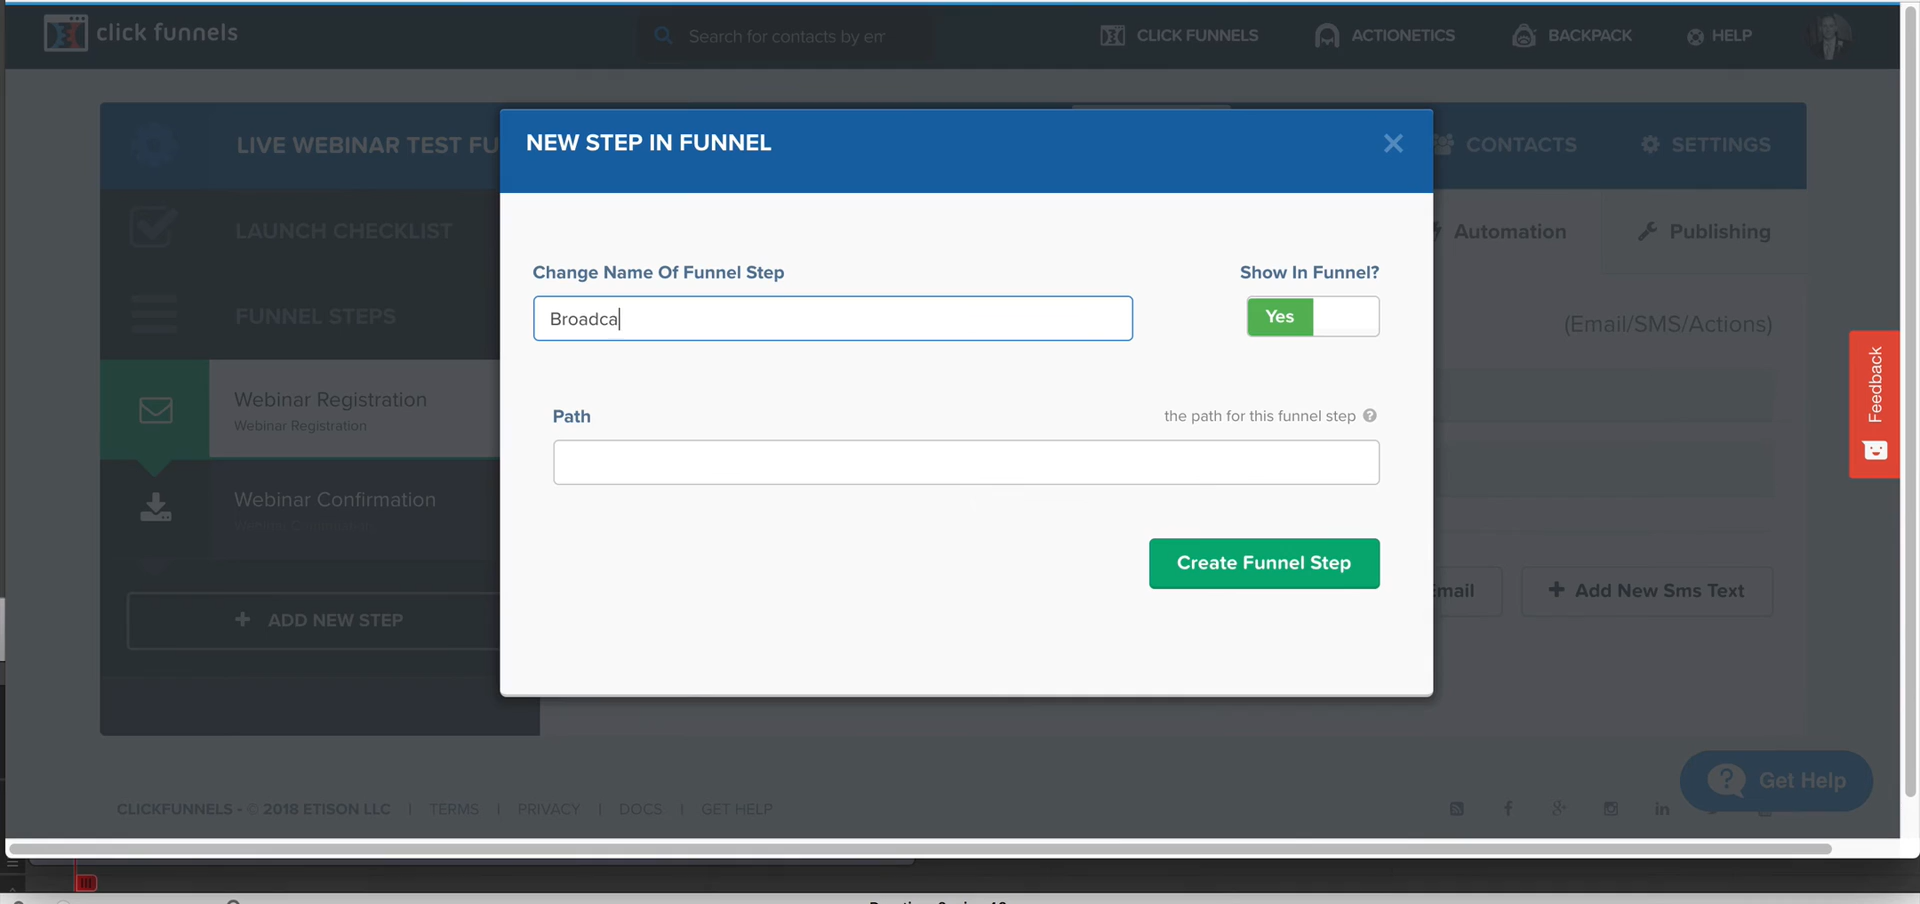 click funnels
Search for contacts by em
CLICK FUNNELS
ACTIONETICS
BACKPACK
HELP
LIVE WEBINAR TEST FU
NEW STEP IN FUNNEL
CONTACTS
SETTINGS
LAUNCH CHECKLIST
Automation
Publishing
Change Name Of Funnel Step
Show In Funnel?
Broadca
Yes
FUNNEL STEPS
(Email/SMS/Actions)
Feedback
Webinar Registration
Webinar Registration
Path
the path for this funnel step
Webinar Confirmation
Webinar Confirmation
Create Funnel Step
+ ADD NEW STEP
Email
+ Add New Sms Text
Get Help
CLICKFUNNELS - © 2018 ETISON LLC | TERMS | PRIVACY | DOCS | GET HELP